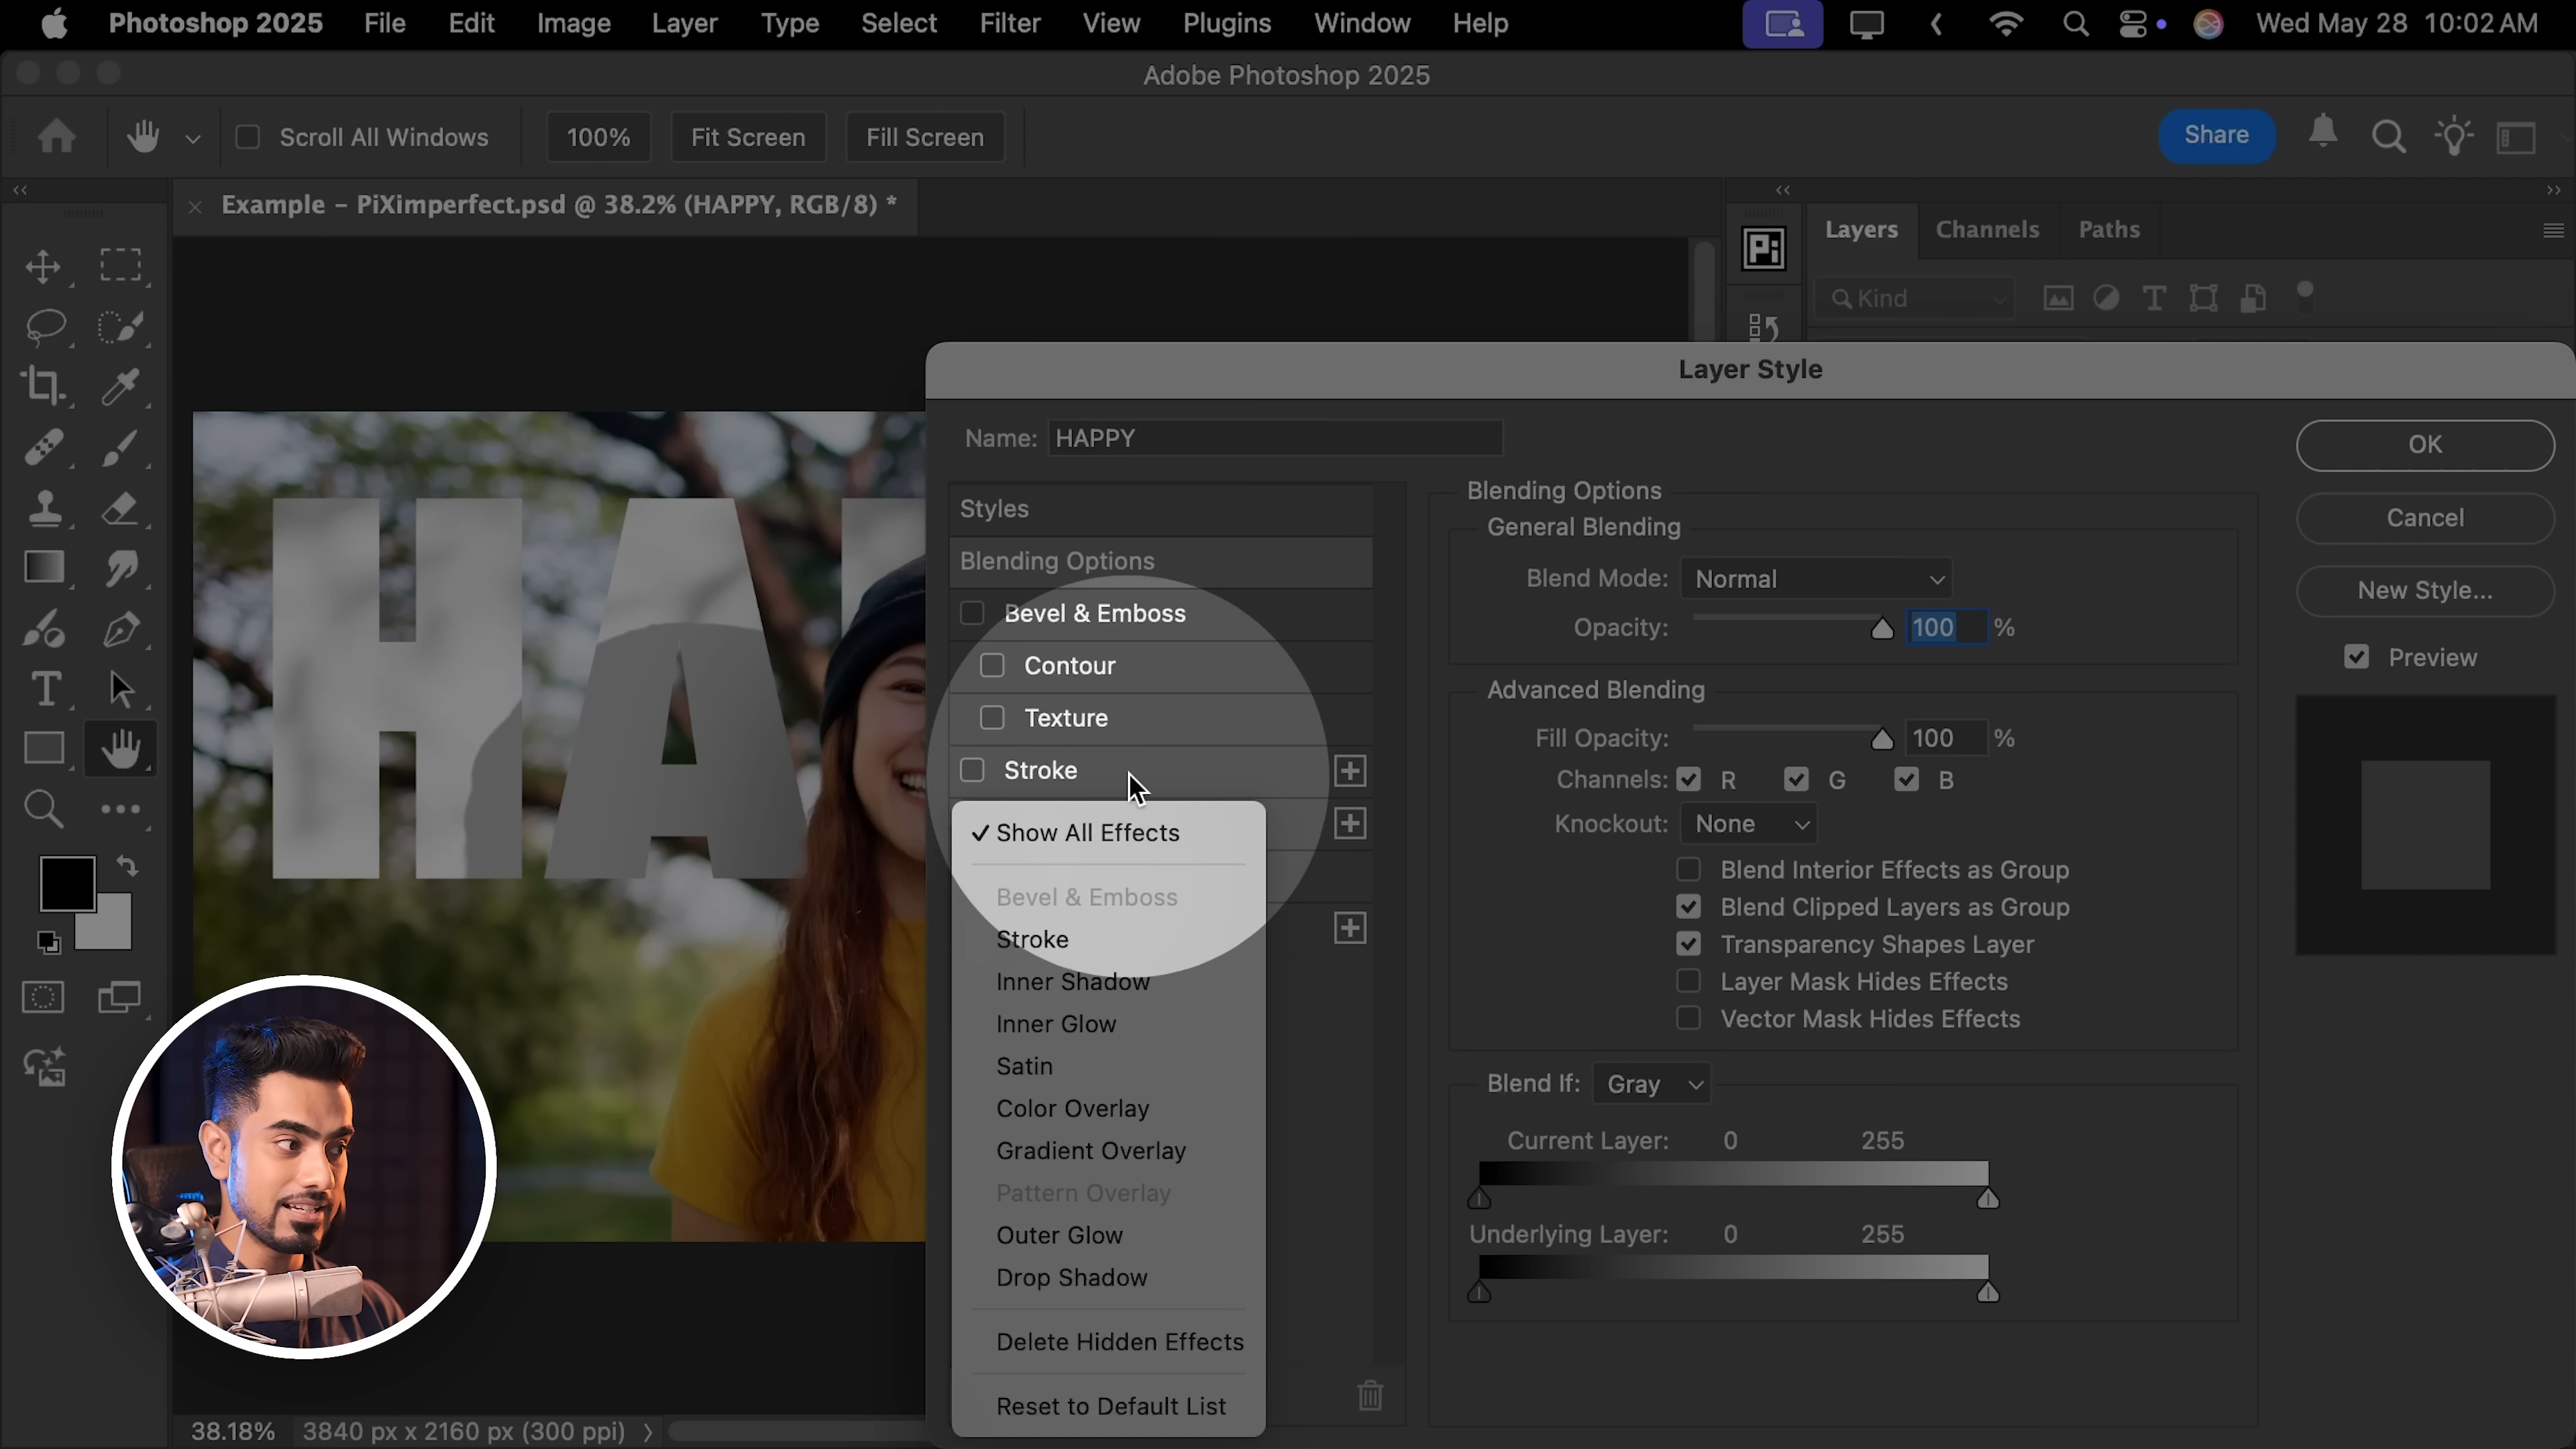 Photoshop 2025 File Edit Image Layer Type Select Filter View Plugins Window Help Wed May 28 10:02 AM
Adobe Photoshop 2025
Scroll All Windows 100% Fit Screen Fill Screen Share
Example – PiXimperfect.psd @ 38.2% (HAPPY, RGB/8) *
Pi
Layers Channels Paths
Kind
Layer Style
Name: HAPPY
HAP
Styles
Blending Options
Bevel & Emboss
Contour
Texture
Stroke
Show All Effects
Bevel & Emboss
Stroke
Inner Shadow
Inner Glow
Satin
Color Overlay
Gradient Overlay
Pattern Overlay
Outer Glow
Drop Shadow
Delete Hidden Effects
Reset to Default List
Blending Options
General Blending
Blend Mode: Normal
Opacity: 100 %
Advanced Blending
Fill Opacity: 100 %
Channels: R G B
Knockout: None
Blend Interior Effects as Group
Blend Clipped Layers as Group
Transparency Shapes Layer
Layer Mask Hides Effects
Vector Mask Hides Effects
Blend If: Gray
Current Layer: 0 255
Underlying Layer: 0 255
OK
Cancel
New Style...
Preview
38.18% 3840 px x 2160 px (300 ppi)